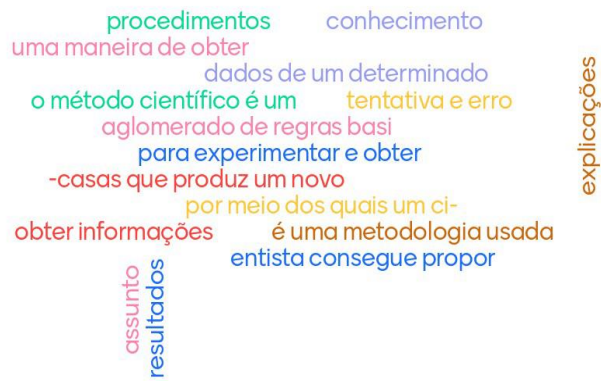 procedimentos
conhecimento
uma maneira de obter
dados de um determinado
o método científico é um
tentativa e erro
aglomerado de regras basi
para experimentar e obter
-casas que produz um novo
por meio dos quais um ci-
obter informações
é uma metodologia usada
entista consegue propor
explicações
assunto
resultados